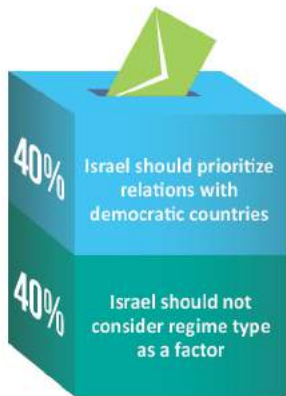 40%
Israel should prioritize
relations with
democratic countries
40%
Israel should not
consider regime type
as a factor